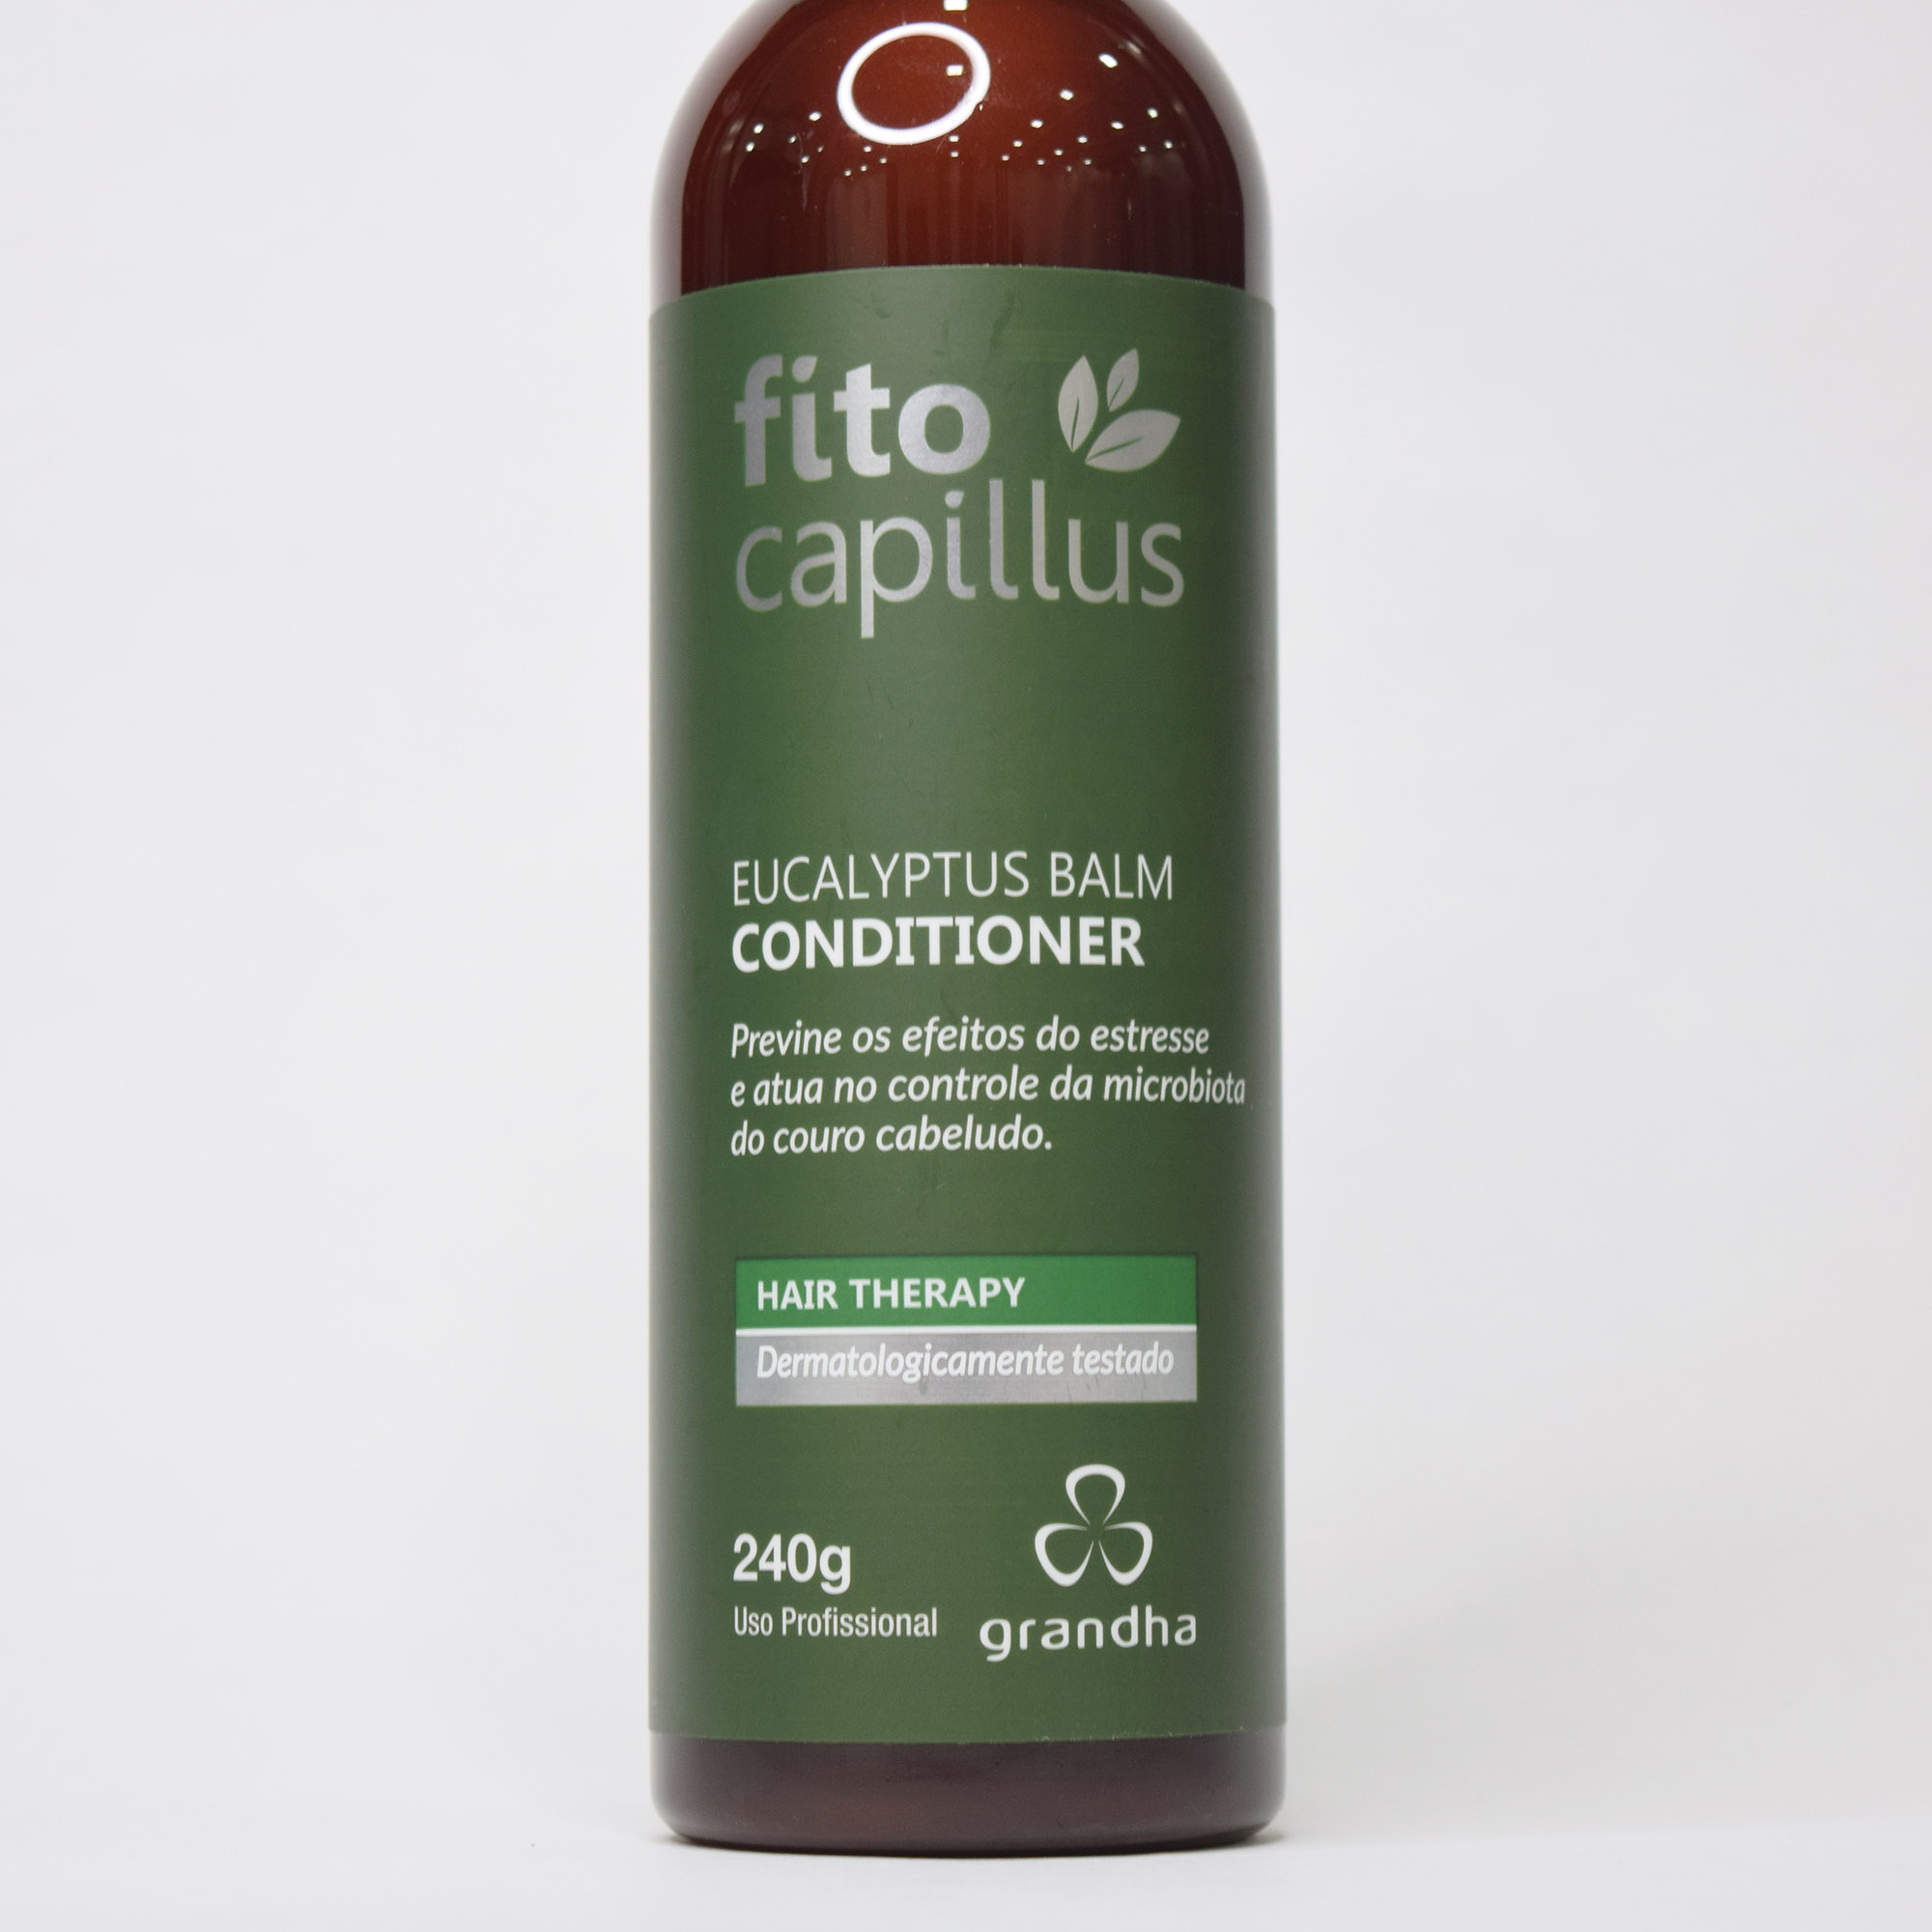 fito
capillus
EUCALYPTUS BALM
CONDITIONER
Previne os efeitos do estresse
e atua no controle da microbiota
do couro cabeludo.
HAIR THERAPY
Dermatologicamente testado
240g
Uso Profissional
grandha